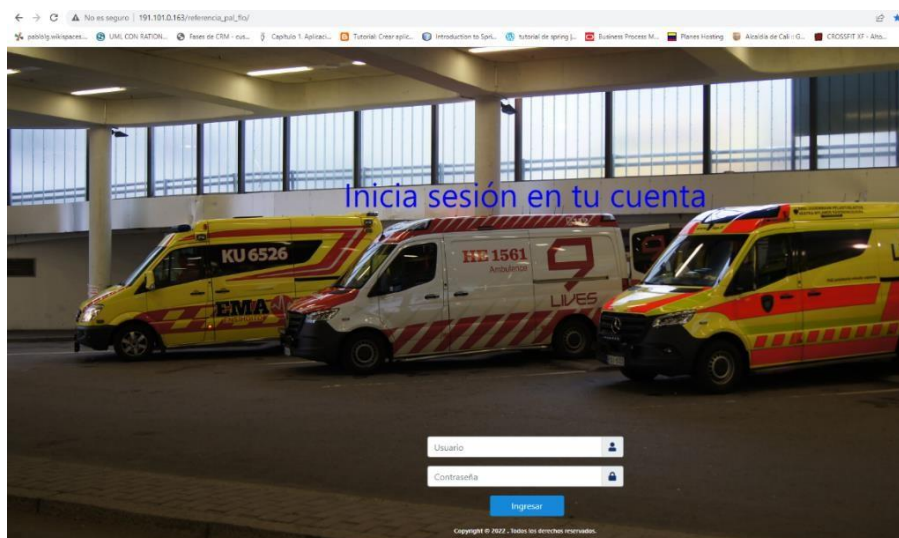 No es seguro | 191.101.0.163/referencia_pal_fio/
pablolg.wikispaces... UML CON RATION... Fases de CRM - cus... Capítulo 1. Aplicaci... Tutorial: Crear aplic... Introduction to Spri... tutorial de spring j... Business Process M... Planes Hosting Alcaldía de Cali :: G... CROSSFIT XF - Aho...
Inicia sesión en tu cuenta
KU 6526
HE 1561
Ambulanca
EMA
9
LIVES
Usuario
Contraseña
Ingresar
Copyright © 2022 . Todos los derechos reservados.